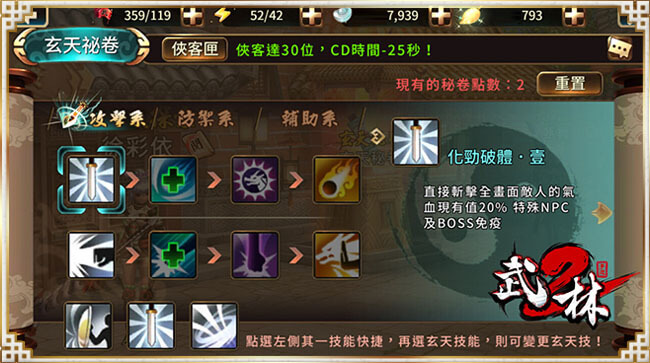 359/119
52/42
7,939
793
玄天祕卷
俠客匣
俠客達30位，CD時間-25秒！
現有的秘卷點數：2
重置
攻擊系
防禦系
輔助系
化勁破體．壹
直接斬擊全畫面敵人的氣
血現有值20% 特殊NPC
及BOSS免疫
武林2
點選左側其一技能快捷，再選玄天技能，則可變更玄天技！